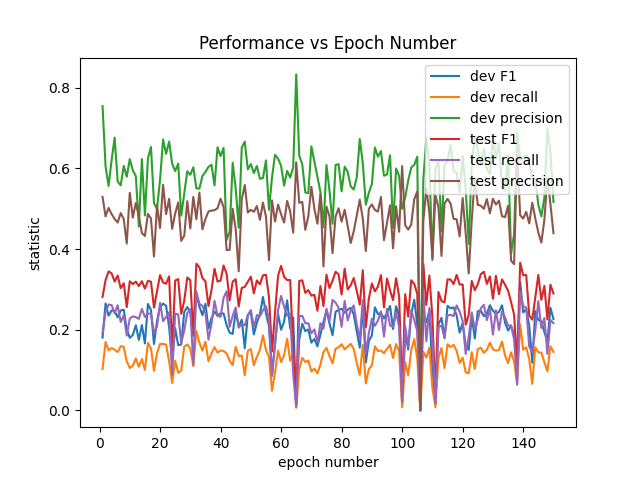 Performance vs Epoch Number
dev F1
dev recall
dev precision
test F1
test recall
test precision
statistic
0.8
0.6
0.4
0.2
0.0
0 20 40 60 80 100 120 140
epoch number